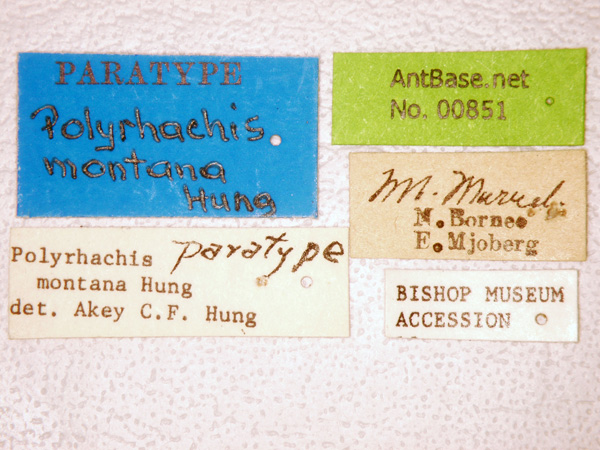 PARATYPE
Polyrhachis
montana
Hung
AntBase.net
No. 00851
M. Murud.
N. Borneo
E. Mjoberg
Polyrhachis paratype
montana Hung
det. Akey C.F. Hung
BISHOP MUSEUM
ACCESSION